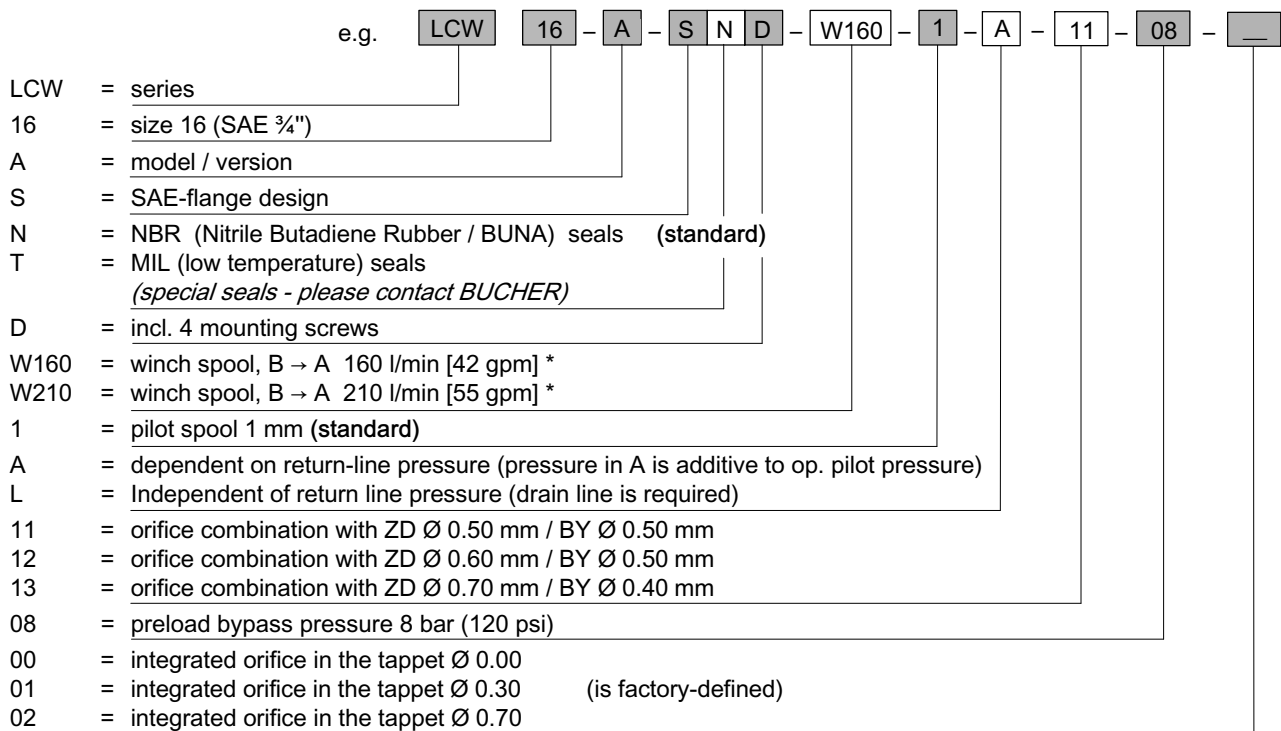 e.g. LCW 16 – A – S N D – W160 – 1 – A – 11 – 08 – __
LCW = series
16 = size 16 (SAE ¾")
A = model / version
S = SAE-flange design
N = NBR (Nitrile Butadiene Rubber / BUNA) seals (standard)
T = MIL (low temperature) seals
(special seals - please contact BUCHER)
D = incl. 4 mounting screws
W160 = winch spool, B → A 160 l/min [42 gpm] *
W210 = winch spool, B → A 210 l/min [55 gpm] *
1 = pilot spool 1 mm (standard)
A = dependent on return-line pressure (pressure in A is additive to op. pilot pressure)
L = Independent of return line pressure (drain line is required)
11 = orifice combination with ZD Ø 0.50 mm / BY Ø 0.50 mm
12 = orifice combination with ZD Ø 0.60 mm / BY Ø 0.50 mm
13 = orifice combination with ZD Ø 0.70 mm / BY Ø 0.40 mm
08 = preload bypass pressure 8 bar (120 psi)
00 = integrated orifice in the tappet Ø 0.00
01 = integrated orifice in the tappet Ø 0.30 (is factory-defined)
02 = integrated orifice in the tappet Ø 0.70